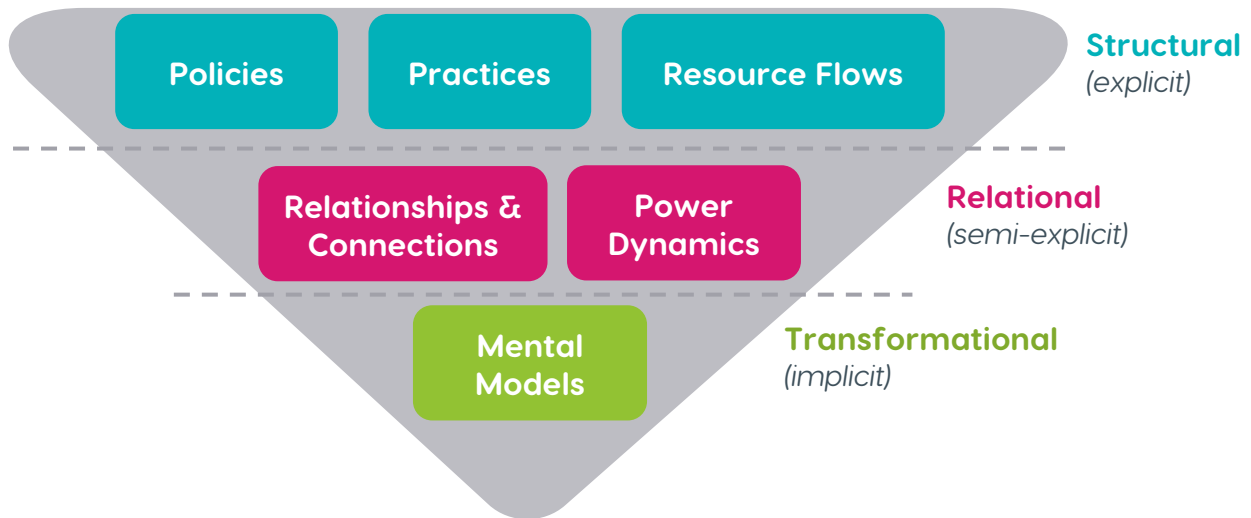 Policies
Practices
Resource Flows
Structural
(explicit)
Relationships &
Connections
Power
Dynamics
Relational
(semi-explicit)
Mental
Models
Transformational
(implicit)